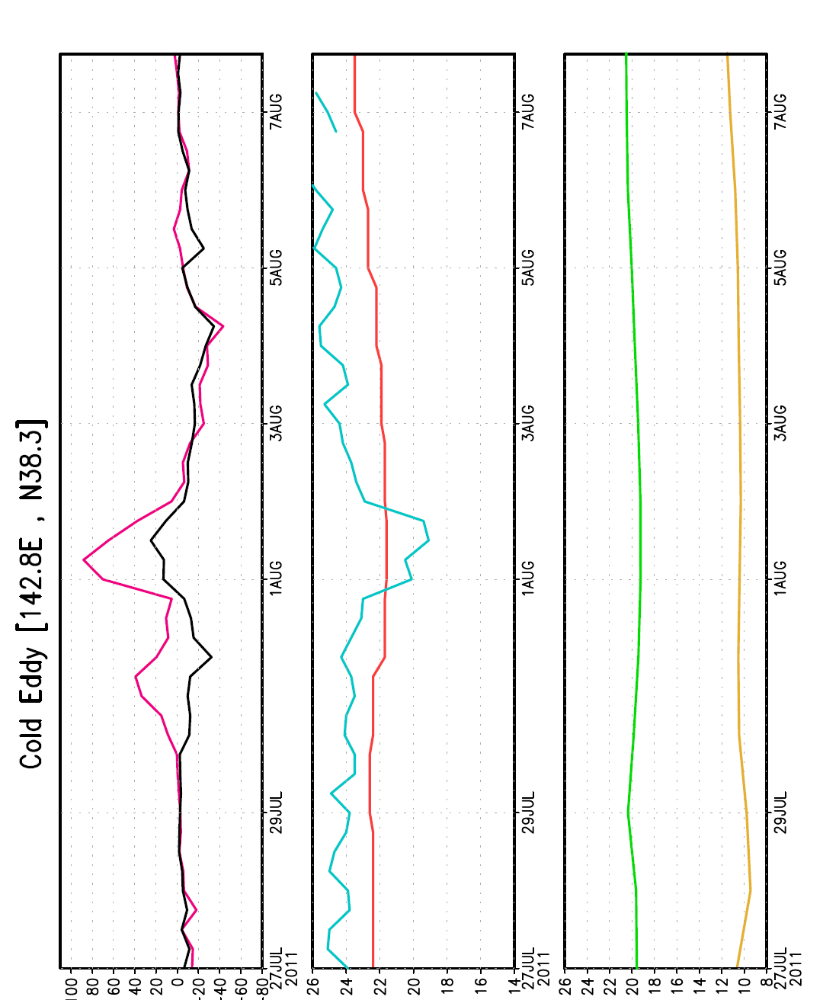 Cold Eddy [142.8E , N38.3]
100
80
60
40
20
0
-20
-40
-60
-80
27JUL
2011
29JUL
1AUG
3AUG
5AUG
7AUG
26
24
22
20
18
16
14
27JUL
2011
29JUL
1AUG
3AUG
5AUG
7AUG
26
24
22
20
18
16
14
12
10
8
27JUL
2011
29JUL
1AUG
3AUG
5AUG
7AUG